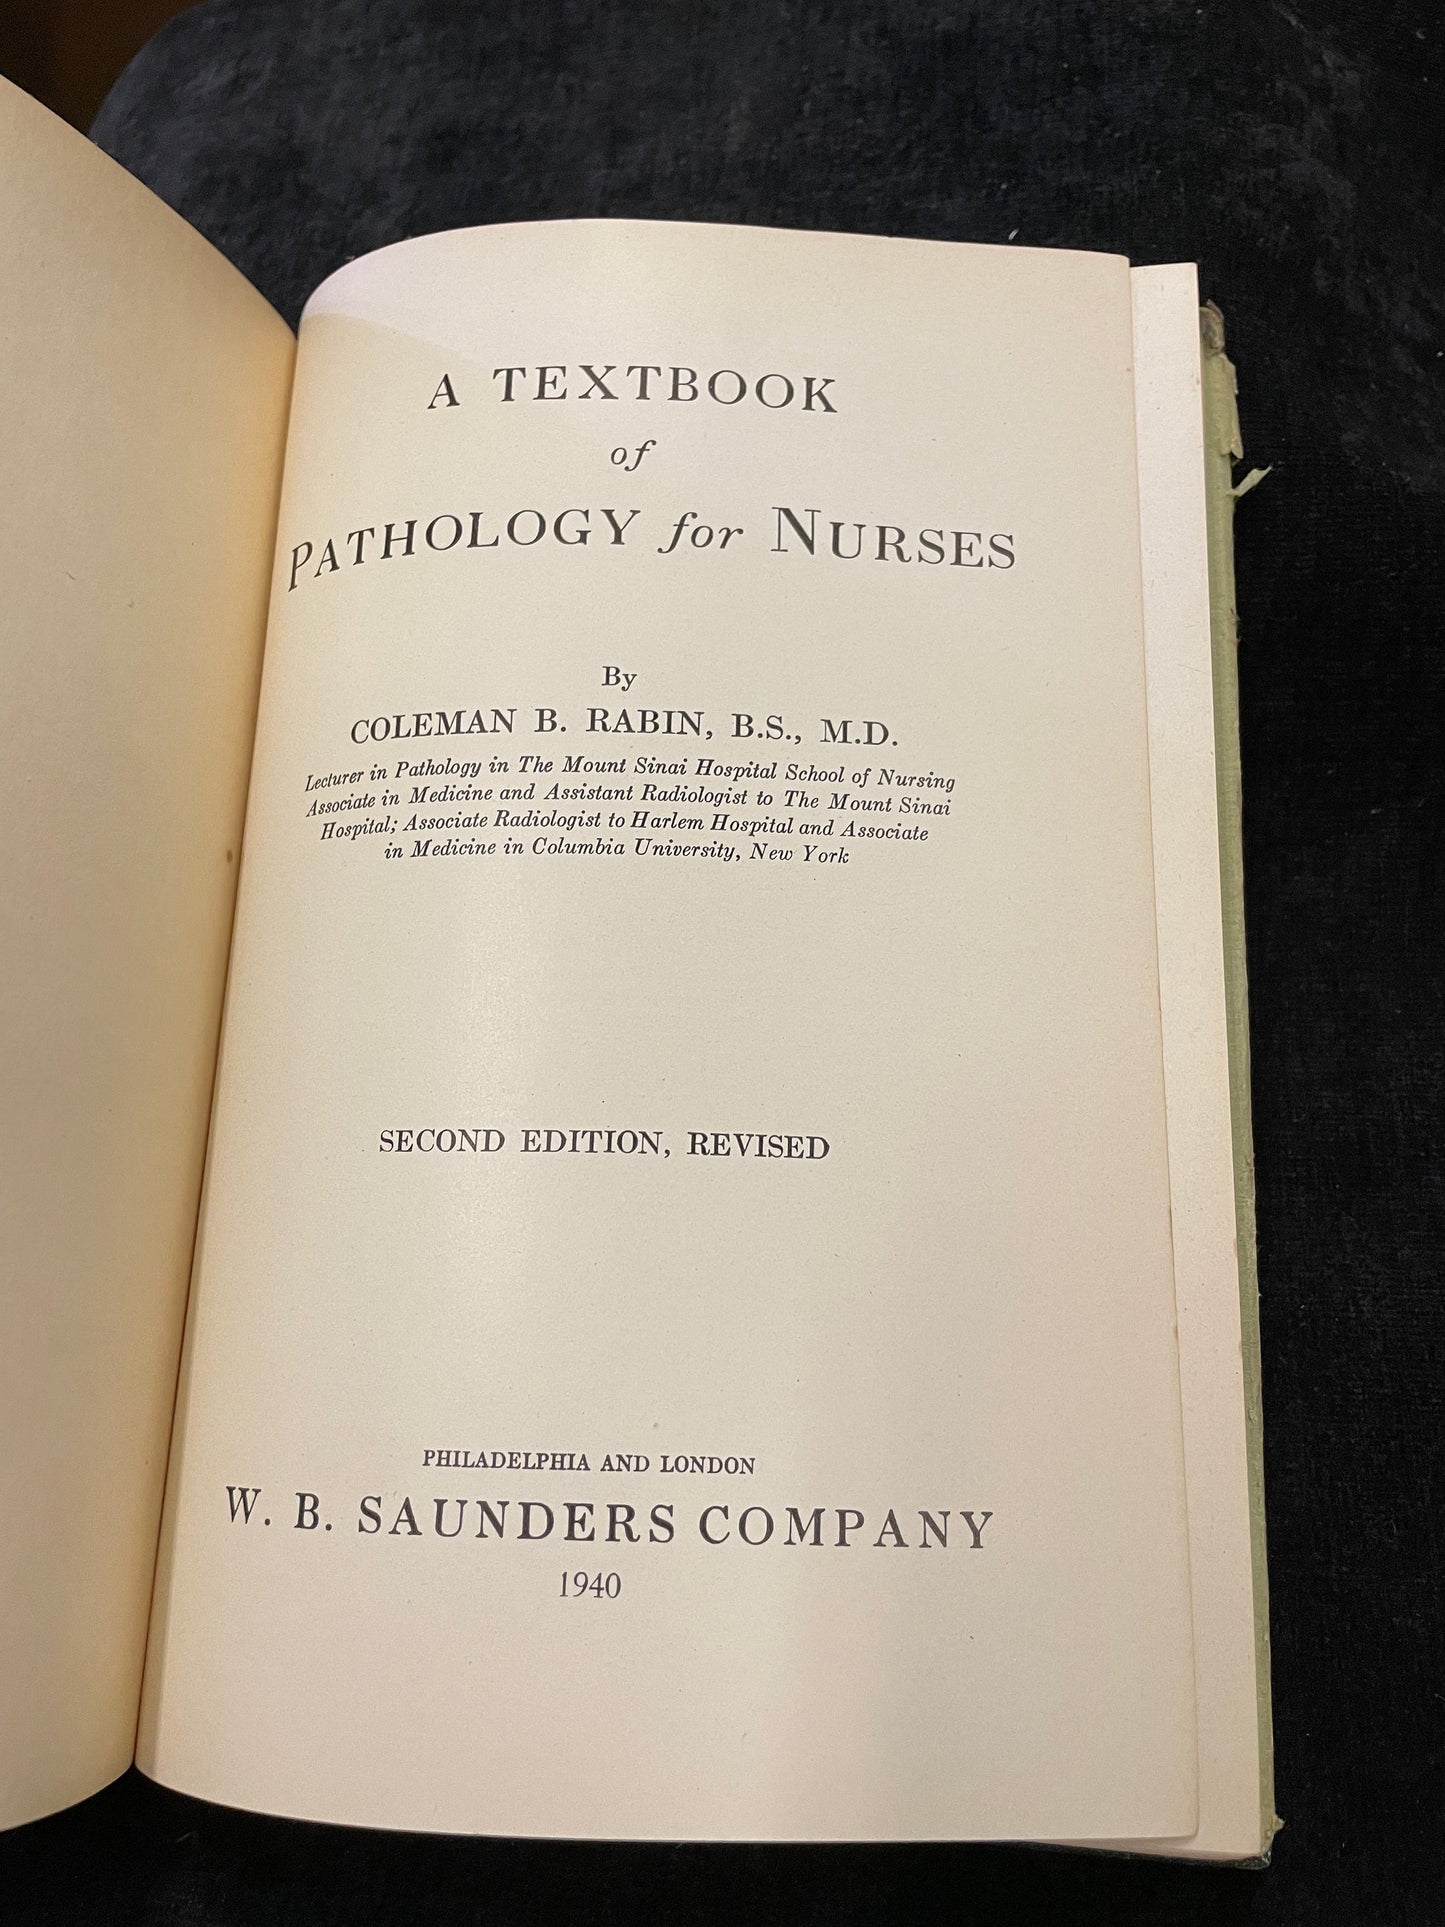 A TEXTBOOK
of
PATHOLOGY for NURSES
By
COLEMAN B. RABIN, B.S., M.D.
Lecturer in Pathology in The Mount Sinai Hospital School of Nursing
Associate in Medicine and Assistant Radiologist to The Mount Sinai
Hospital; Associate Radiologist to Harlem Hospital and Associate
in Medicine in Columbia University, New York
SECOND EDITION, REVISED
PHILADELPHIA AND LONDON
W. B. SAUNDERS COMPANY
1940